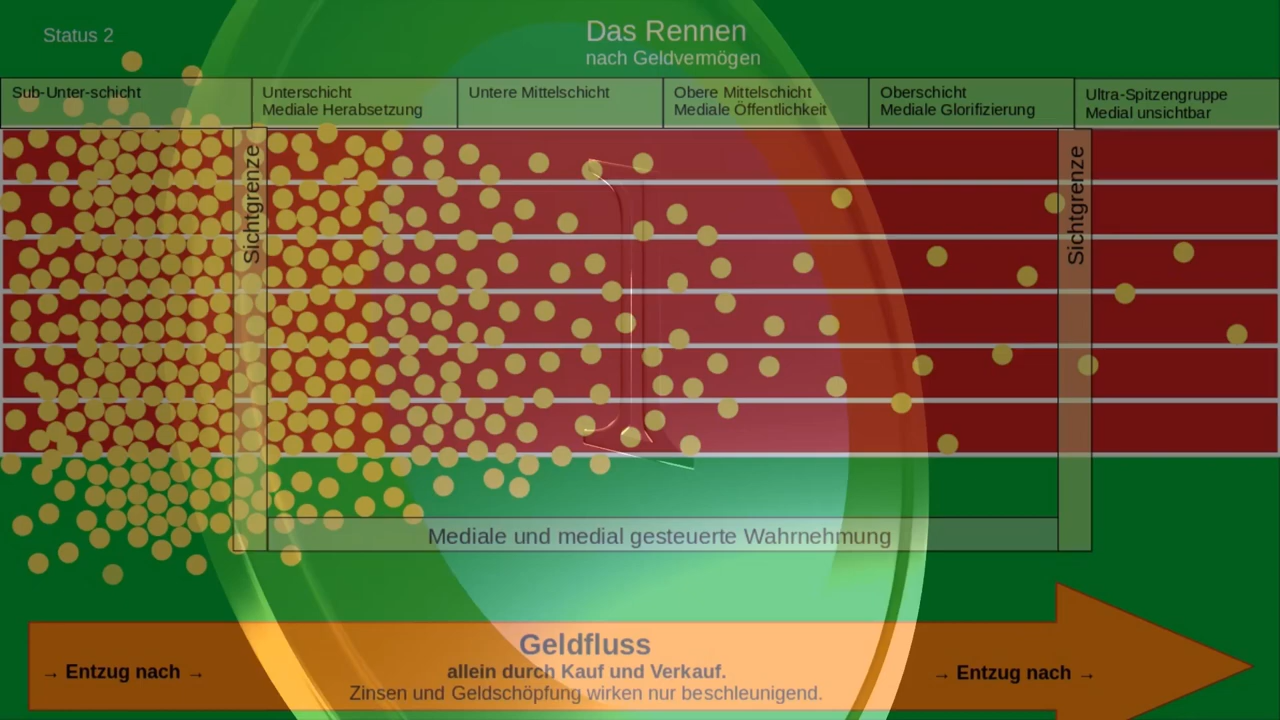 Status 2
Das Rennen
nach Geldvermögen
Sub-Unter-schicht
Unterschicht
Mediale Herabsetzung
Untere Mittelschicht
Obere Mittelschicht
Mediale Öffentlichkeit
Oberschicht
Mediale Glorifizierung
Ultra-Spitzengruppe
Medial unsichtbar
Sichtgrenze
Sichtgrenze
Mediale und medial gesteuerte Wahrnehmung
Geldfluss
→ Entzug nach →
allein durch Kauf und Verkauf.
→ Entzug nach →
Zinsen und Geldschöpfung wirken nur beschleunigend.